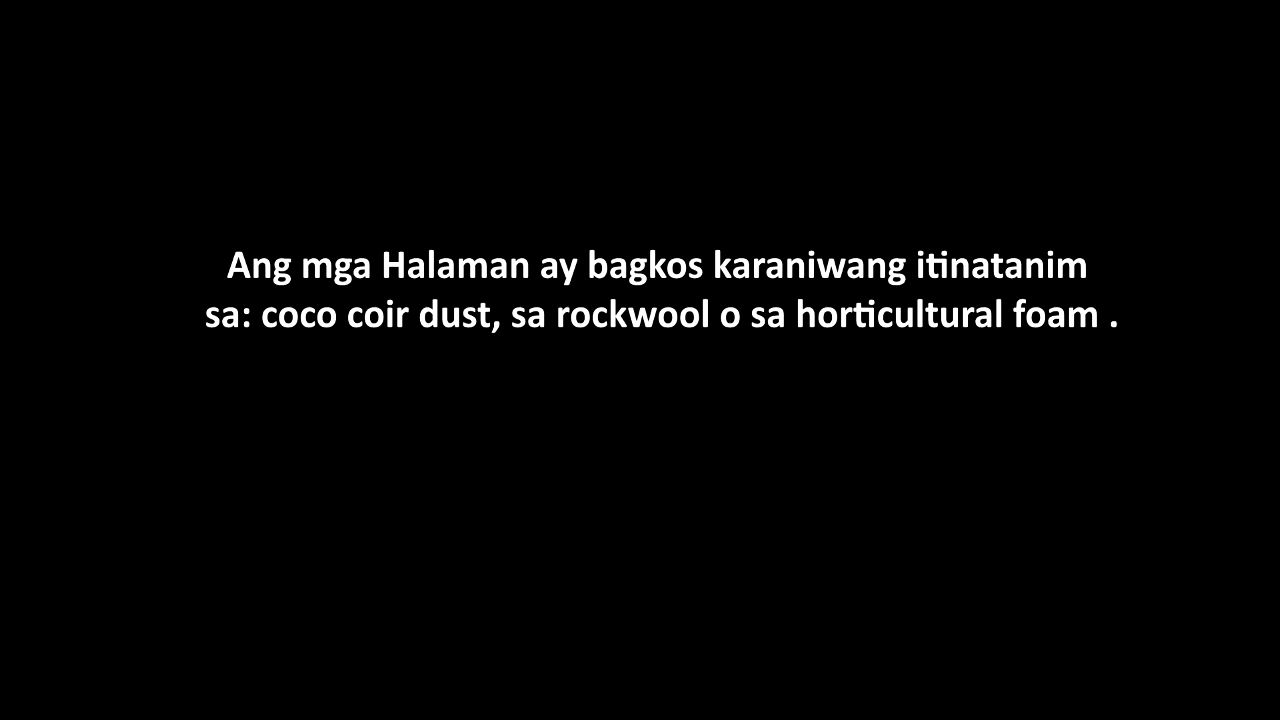 Ang mga Halaman ay bagkos karaniwang itinatanim
sa: coco coir dust, sa rockwool o sa horticultural foam .